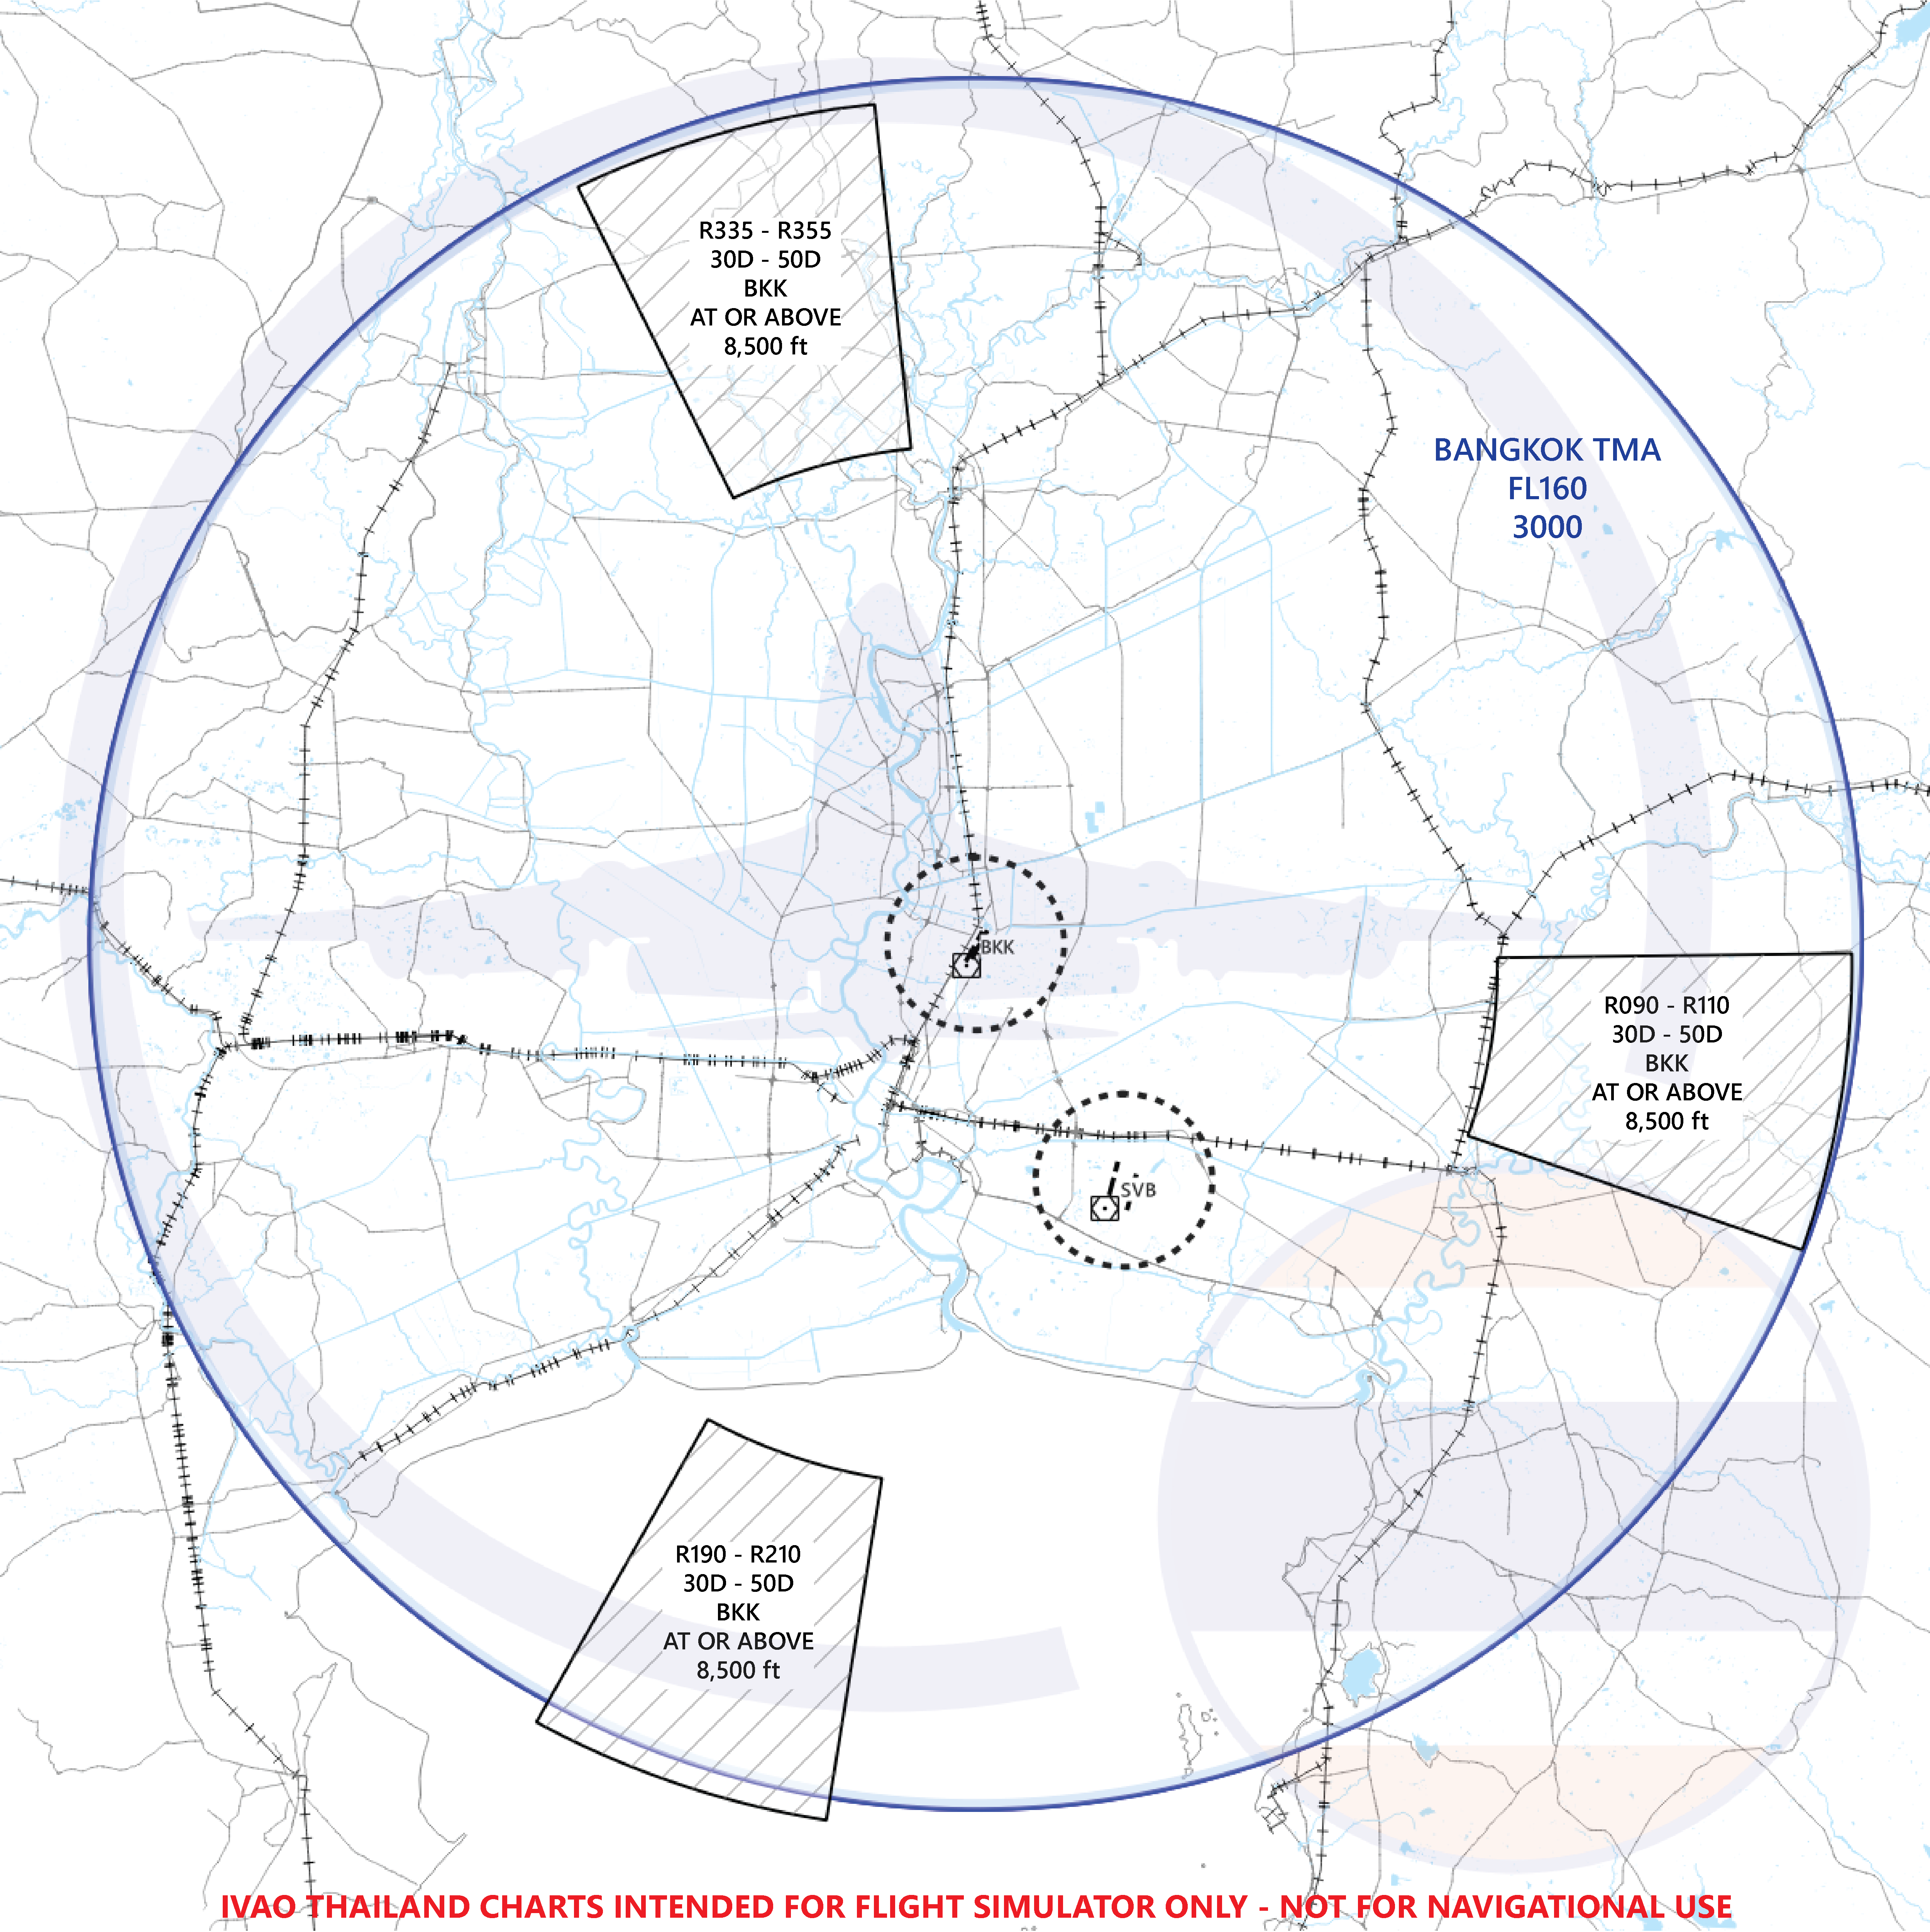 R335 - R355
30D - 50D
BKK
AT OR ABOVE
8,500 ft
BANGKOK TMA
FL160
3000
BKK
R090 - R110
30D - 50D
BKK
AT OR ABOVE
8,500 ft
SVB
R190 - R210
30D - 50D
BKK
AT OR ABOVE
8,500 ft
IVAO THAILAND CHARTS INTENDED FOR FLIGHT SIMULATOR ONLY - NOT FOR NAVIGATIONAL USE